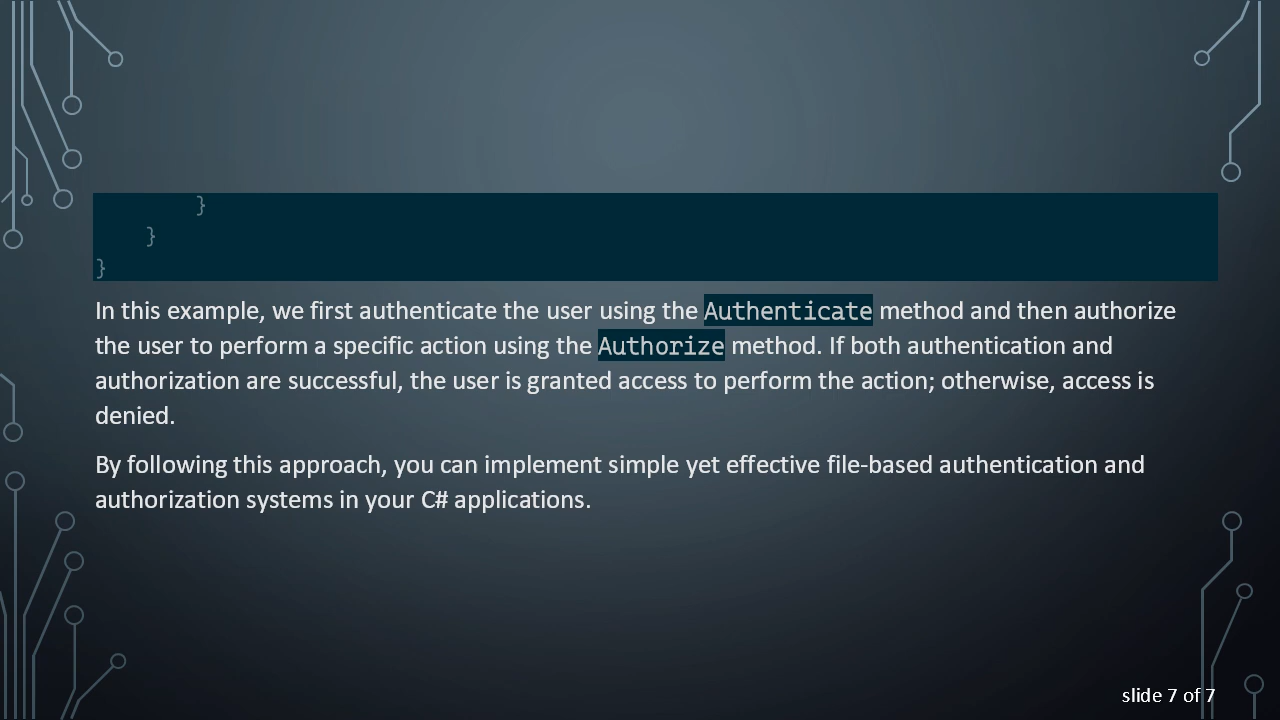 }
}
}
In this example, we first authenticate the user using the Authenticate method and then authorize
the user to perform a specific action using the Authorize method. If both authentication and
authorization are successful, the user is granted access to perform the action; otherwise, access is
denied.
By following this approach, you can implement simple yet effective file-based authentication and
authorization systems in your C# applications.
slide 7 of 7